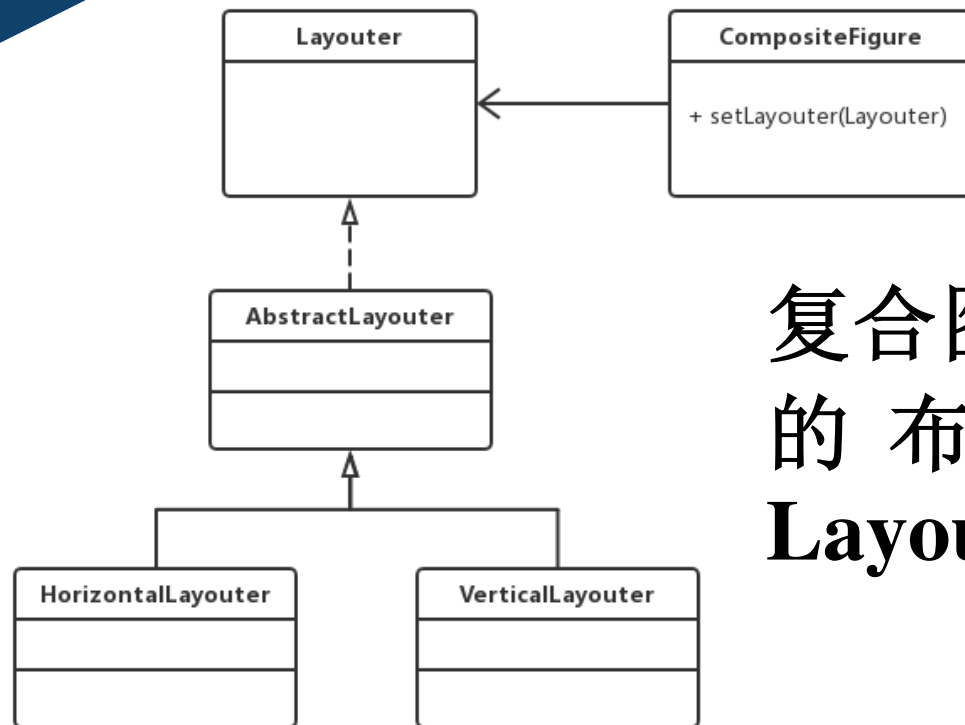 Layouter
CompositeFigure
+ setLayouter(Layouter)
AbstractLayouter
HorizontalLayouter
VerticalLayouter
复合
的 布
Layou